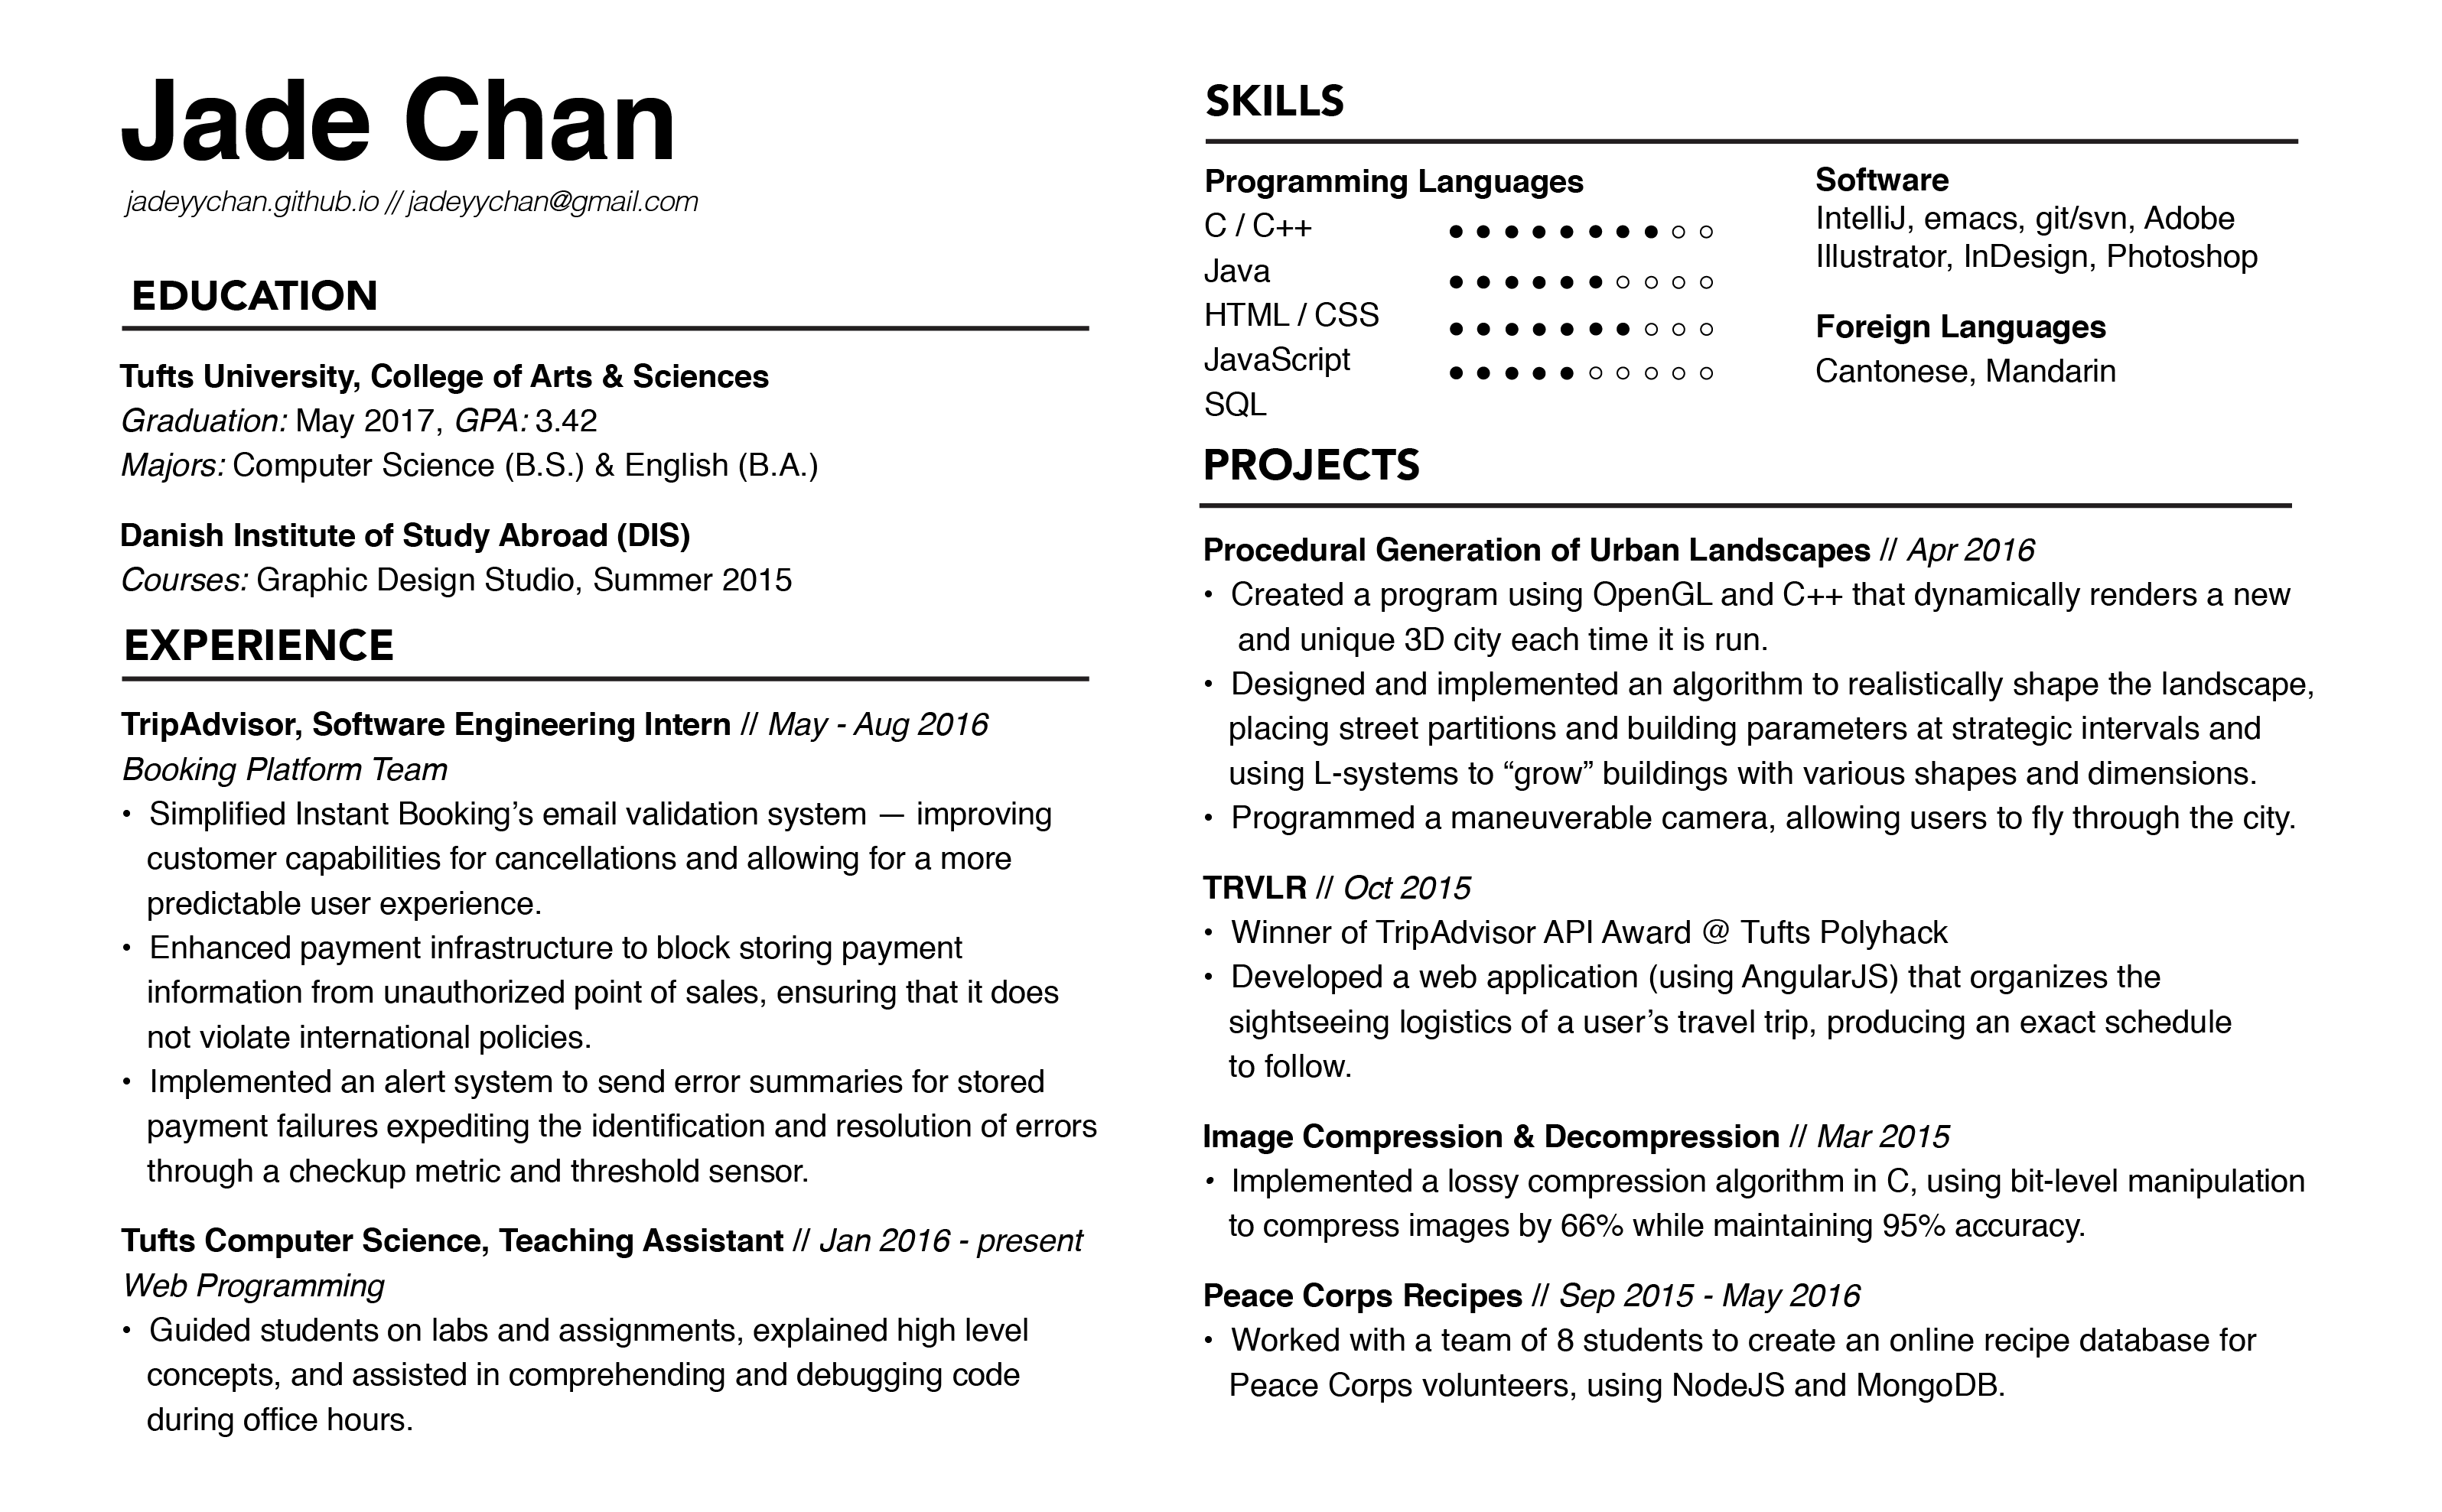 Jade Chan
jadeyychan.github.io // jadeyychan@gmail.com
EDUCATION
Tufts University, College of Arts & Sciences
Graduation: May 2017, GPA: 3.42
Majors: Computer Science (B.S.) & English (B.A.)
Danish Institute of Study Abroad (DIS)
Courses: Graphic Design Studio, Summer 2015
EXPERIENCE
TripAdvisor, Software Engineering Intern // May - Aug 2016
Booking Platform Team
• Simplified Instant Booking’s email validation system — improving
customer capabilities for cancellations and allowing for a more
predictable user experience.
• Enhanced payment infrastructure to block storing payment
information from unauthorized point of sales, ensuring that it does
not violate international policies.
• Implemented an alert system to send error summaries for stored
payment failures expediting the identification and resolution of errors
through a checkup metric and threshold sensor.
Tufts Computer Science, Teaching Assistant // Jan 2016 - present
Web Programming
• Guided students on labs and assignments, explained high level
concepts, and assisted in comprehending and debugging code
during office hours.
SKILLS
Programming Languages
C / C++
Java
HTML / CSS
JavaScript
SQL
Software
IntelliJ, emacs, git/svn, Adobe
Illustrator, InDesign, Photoshop
Foreign Languages
Cantonese, Mandarin
PROJECTS
Procedural Generation of Urban Landscapes // Apr 2016
• Created a program using OpenGL and C++ that dynamically renders a new
and unique 3D city each time it is run.
• Designed and implemented an algorithm to realistically shape the landscape,
placing street partitions and building parameters at strategic intervals and
using L-systems to “grow” buildings with various shapes and dimensions.
• Programmed a maneuverable camera, allowing users to fly through the city.
TRVLR // Oct 2015
• Winner of TripAdvisor API Award @ Tufts Polyhack
• Developed a web application (using AngularJS) that organizes the
sightseeing logistics of a user’s travel trip, producing an exact schedule
to follow.
Image Compression & Decompression // Mar 2015
• Implemented a lossy compression algorithm in C, using bit-level manipulation
to compress images by 66% while maintaining 95% accuracy.
Peace Corps Recipes // Sep 2015 - May 2016
• Worked with a team of 8 students to create an online recipe database for
Peace Corps volunteers, using NodeJS and MongoDB.